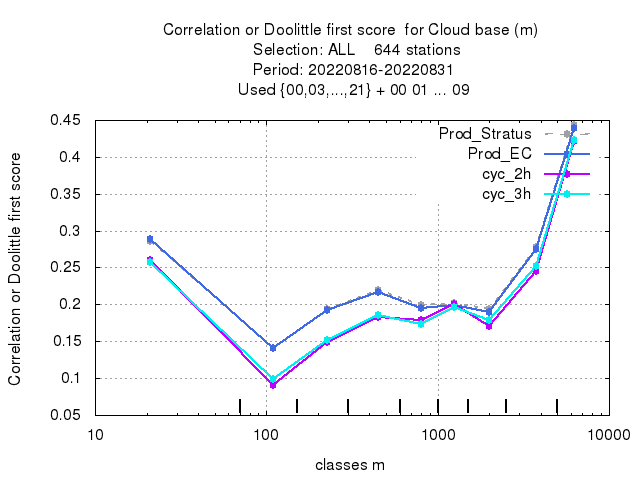 Correlation or Doolittle first score  for Cloud base (m)
Selection: ALL    644 stations
Period: 20220816-20220831
Used {00,03,...,21} + 00 01 ... 09
Prod_Stratus
Prod_EC
cyc_2h
cyc_3h
0.45
0.4
0.35
0.3
0.25
0.2
0.15
0.1
0.05
Correlation or Doolittle first score
10
100
1000
10000
classes m